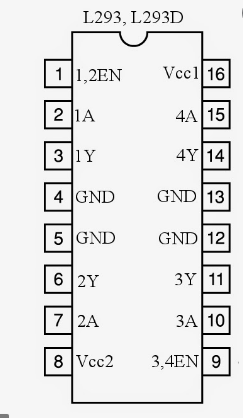 L293, L293D
1 1,2EN Vcc1 16
2 1A 4A 15
3 1Y 4Y 14
4 GND GND 13
5 GND GND 12
6 2Y 3Y 11
7 2A 3A 10
8 Vcc2 3,4EN 9